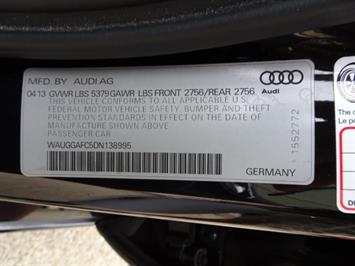 MFD. BY AUDI AG
04 13 GVWR LBS 5379 GAWR LBS FRONT 2756/REAR 2756
THIS VEHICLE CONFORMS TO ALL APPLICABLE U.S.
FEDERAL MOTOR VEHICLE SAFETY, BUMPER AND THEFT
PREVENTION STANDARDS IN EFFECT ON THE DATE OF
MANUFACTURE SHOWN ABOVE.
PASSENGER CAR
WAUGGAFC5DN138995
GERMANY
Audi
1552772